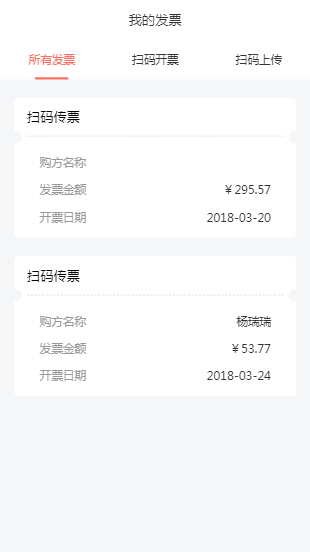 我的发票
所有发票 扫码开票 扫码上传
扫码传票
购方名称
发票金额 ￥295.57
开票日期 2018-03-20
扫码传票
购方名称 杨瑞瑞
发票金额 ￥53.77
开票日期 2018-03-24